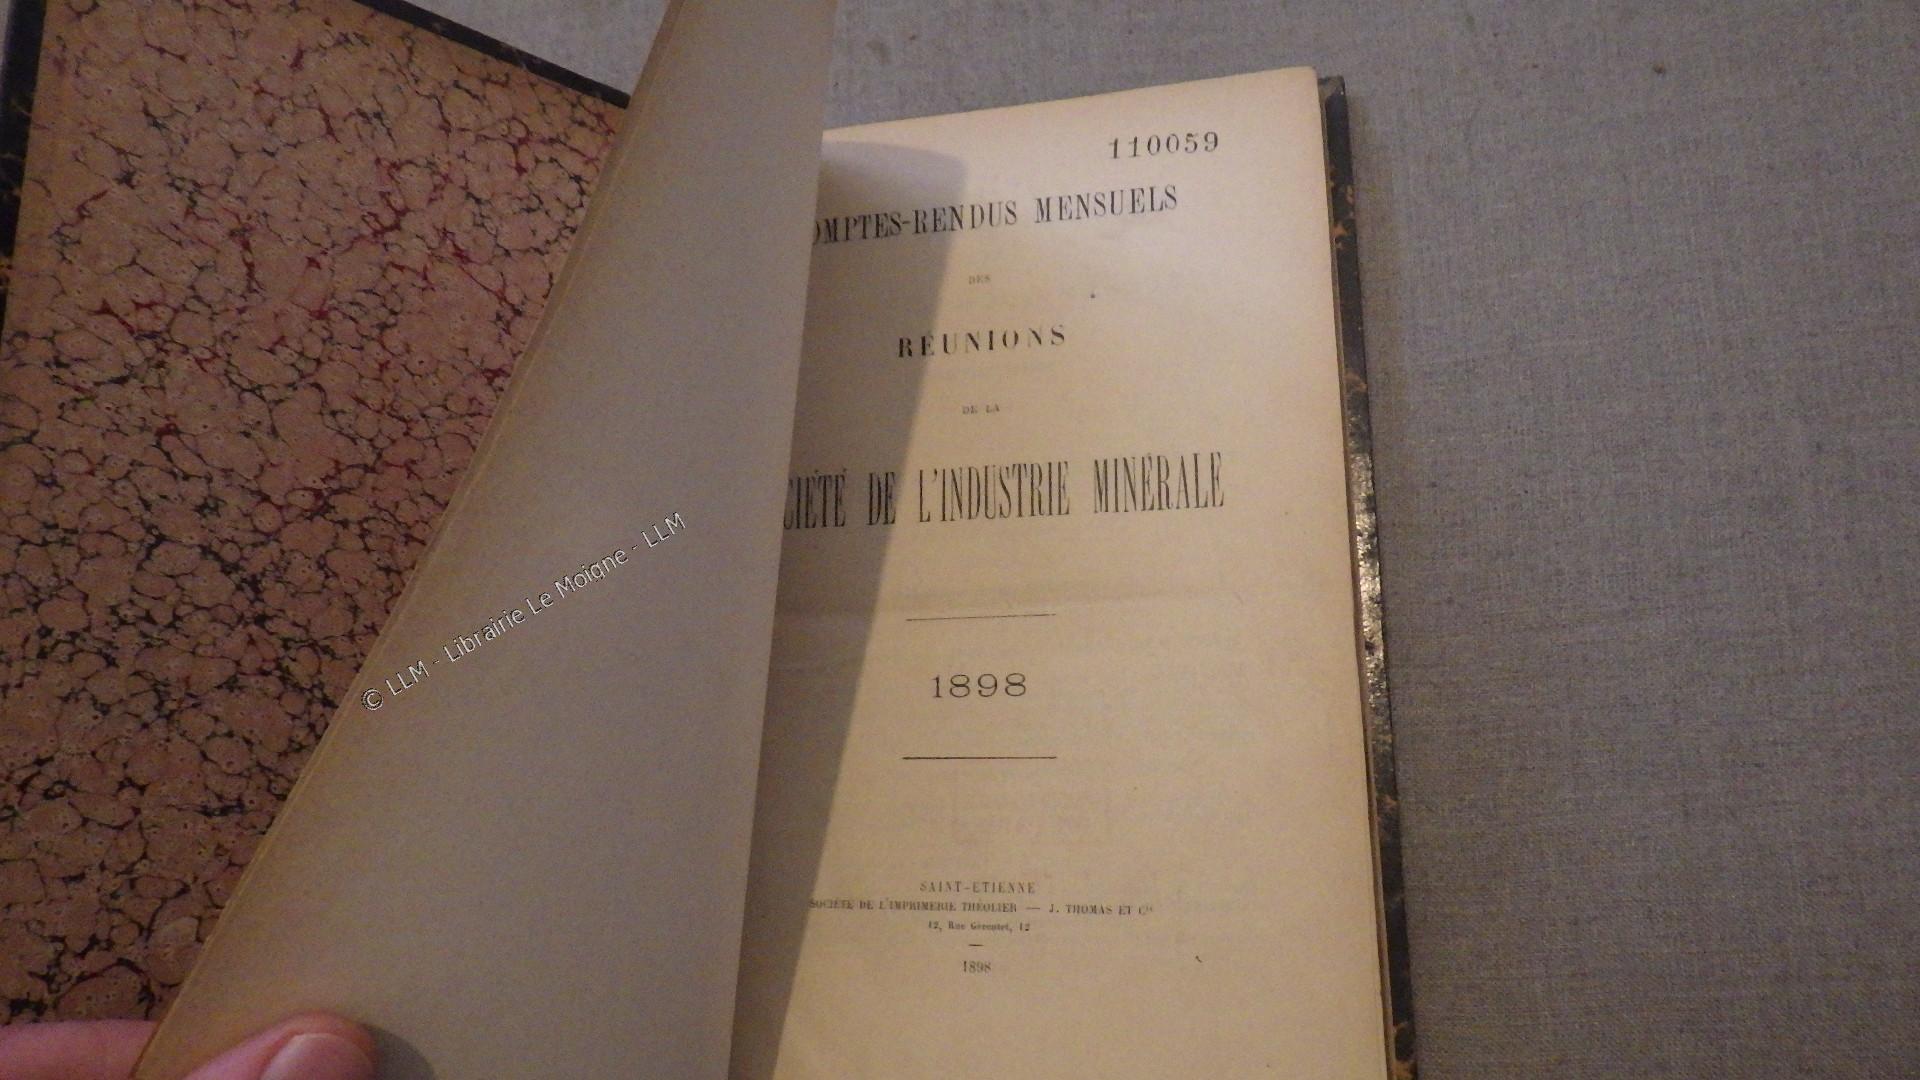 110059
OMPTES-RENDUS MENSUELS
DES
RÉUNIONS
DE LA
CIÉTÉ DE L'INDUSTRIE MINÉRALE
1898
SAINT-ETIENNE
SOCIÉTÉ DE L'IMPRIMERIE THÉOLIER — J. THOMAS ET Cie
12, Rue Gérentet, 12
1898
© LLM - Librairie Le Moigne - LLM